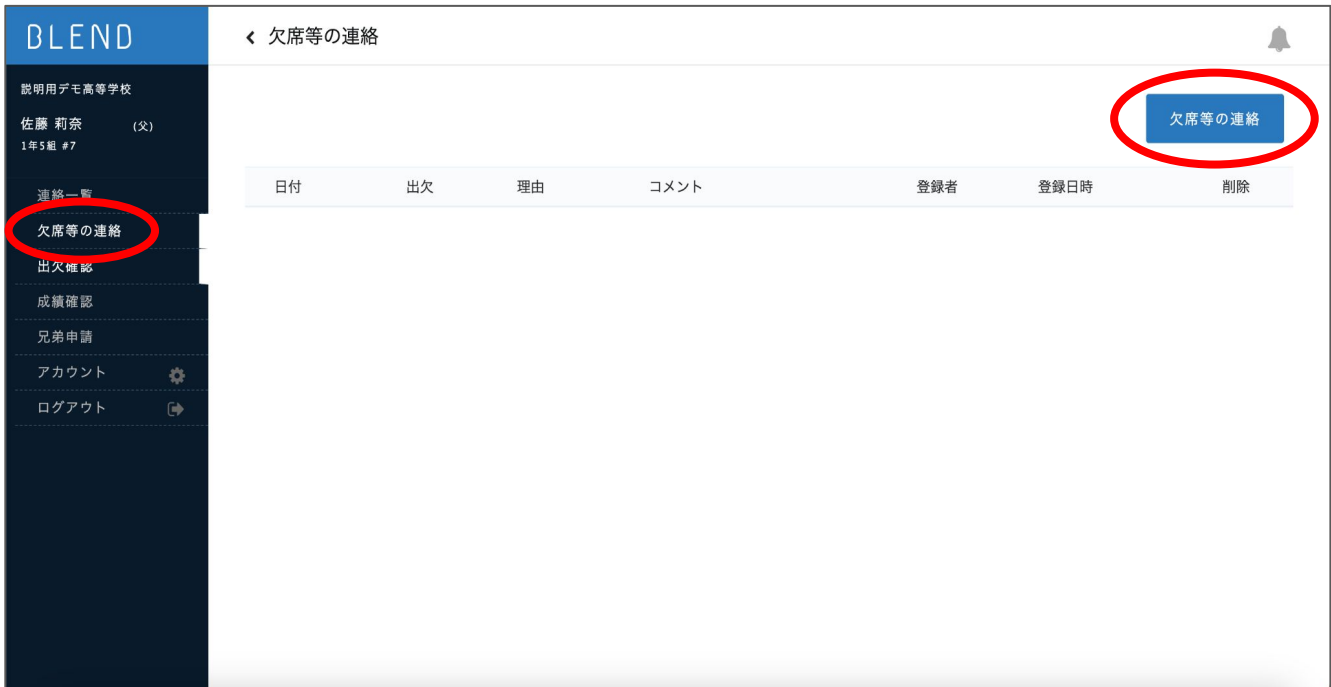 BLEND
欠席等の連絡
説明用デモ高等学校
佐藤 莉奈 (父)
1年5組 #7
欠席等の連絡
日付 出欠 理由 コメント 登録者 登録日時 削除
連絡一覧
欠席等の連絡
出欠確認
成績確認
兄弟申請
アカウント
ログアウト